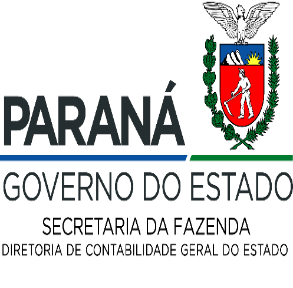 PARANÁ
GOVERNO DO ESTADO
SECRETARIA DA FAZENDA
DIRETORIA DE CONTABILIDADE GERAL DO ESTADO